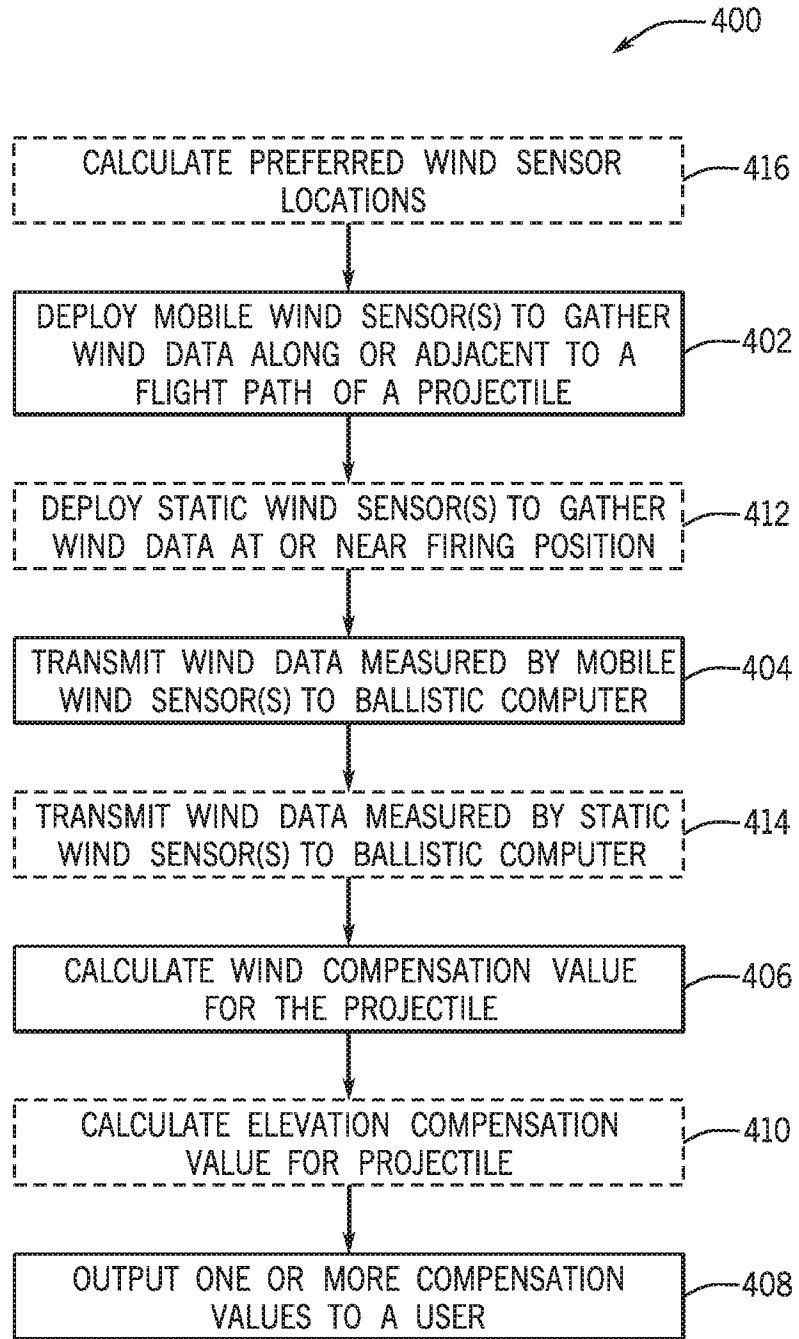 400
CALCULATE PREFERRED WIND SENSOR
LOCATIONS
416
DEPLOY MOBILE WIND SENSOR(S) TO GATHER
WIND DATA ALONG OR ADJACENT TO A
FLIGHT PATH OF A PROJECTILE
402
DEPLOY STATIC WIND SENSOR(S) TO GATHER
WIND DATA AT OR NEAR FIRING POSITION
412
TRANSMIT WIND DATA MEASURED BY MOBILE
WIND SENSOR(S) TO BALLISTIC COMPUTER
404
TRANSMIT WIND DATA MEASURED BY STATIC
WIND SENSOR(S) TO BALLISTIC COMPUTER
414
CALCULATE WIND COMPENSATION VALUE
FOR THE PROJECTILE
406
CALCULATE ELEVATION COMPENSATION
VALUE FOR PROJECTILE
410
OUTPUT ONE OR MORE COMPENSATION
VALUES TO A USER
408